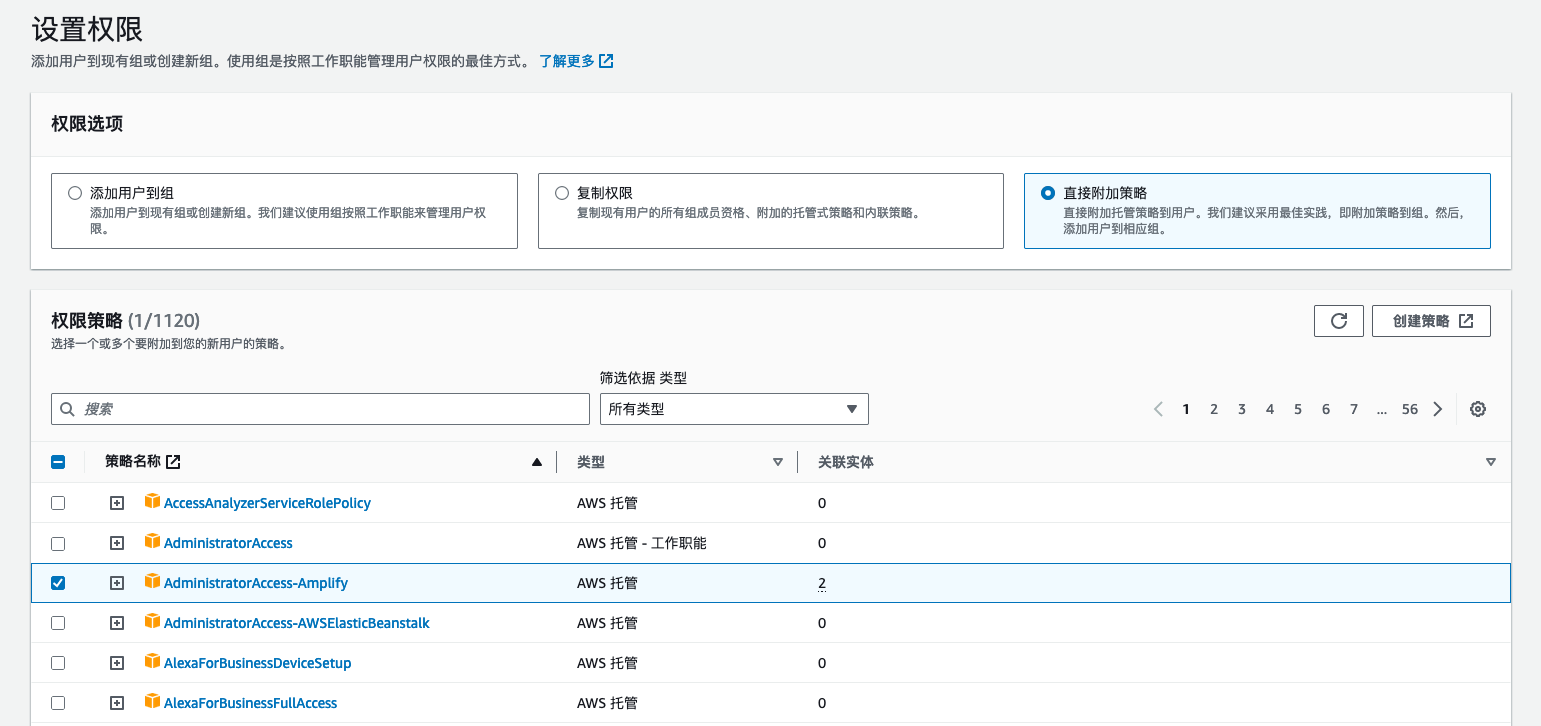 设置权限
添加用户到现有组或创建新组。使用组是按照工作职能管理用户权限的最佳方式。 了解更多
权限选项
添加用户到组
添加用户到现有组或创建新组。我们建议使用组按照工作职能来管理用户权
限。
复制权限
复制现有用户的所有组成员资格、附加的托管式策略和内联策略。
直接附加策略
直接附加托管策略到用户。我们建议采用最佳实践，即附加策略到组。然后，
添加用户到相应组。
权限策略 (1/1120)
选择一个或多个要附加到您的新用户的策略。
创建策略
筛选依据 类型
搜索
所有类型
1 2 3 4 5 6 7 ... 56
策略名称 类型 关联实体
AccessAnalyzerServiceRolePolicy AWS 托管 0
AdministratorAccess AWS 托管 - 工作职能 0
AdministratorAccess-Amplify AWS 托管 2
AdministratorAccess-AWSElasticBeanstalk AWS 托管 0
AlexaForBusinessDeviceSetup AWS 托管 0
AlexaForBusinessFullAccess AWS 托管 0